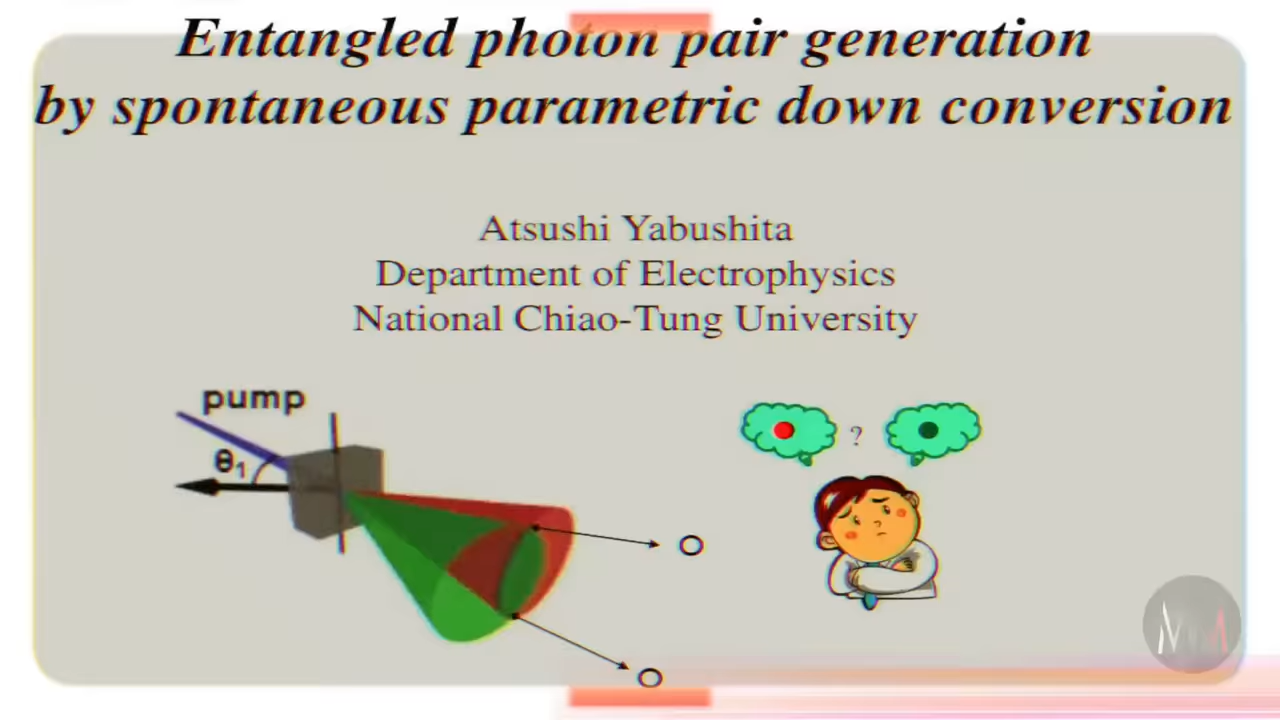 Entangled photon pair generation
by spontaneous parametric down conversion
Atsushi Yabushita
Department of Electrophysics
National Chiao-Tung University
pump
θ1
?